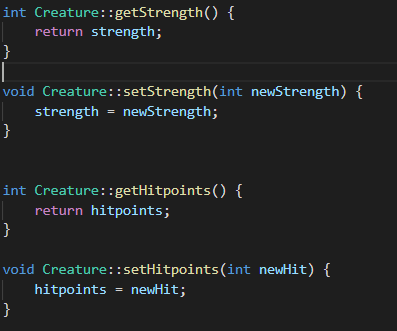 int Creature::getStrength() {
    return strength;
}
void Creature::setStrength(int newStrength) {
    strength = newStrength;
}
int Creature::getHitpoints() {
    return hitpoints;
}
void Creature::setHitpoints(int newHit) {
    hitpoints = newHit;
}